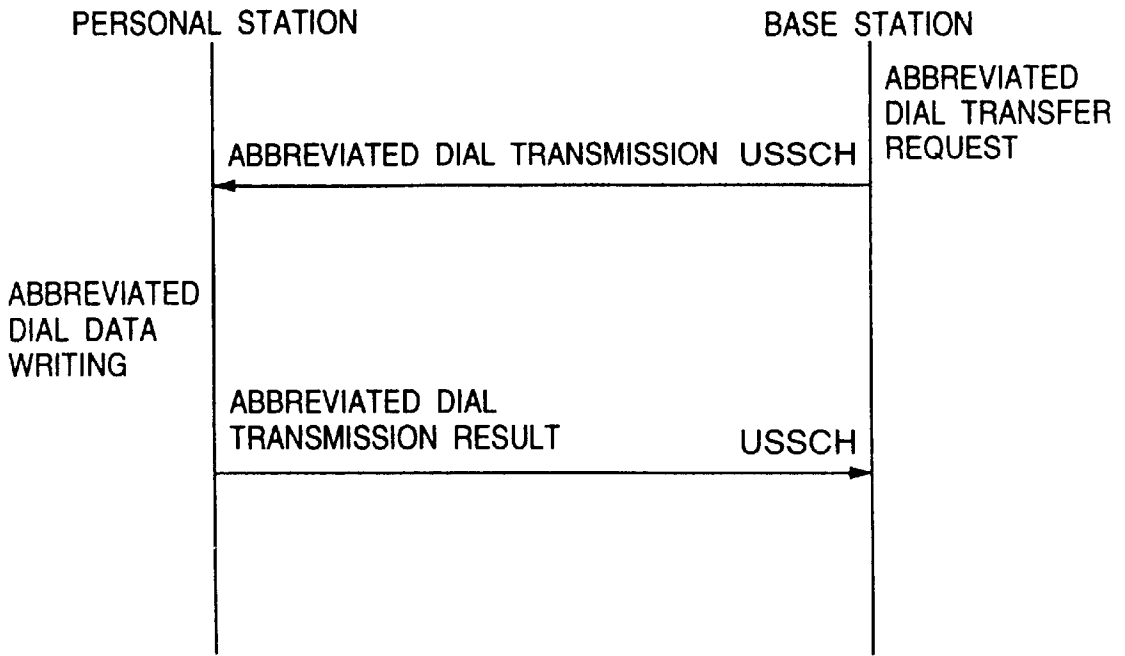 PERSONAL STATION
BASE STATION
ABBREVIATED
DIAL TRANSFER
REQUEST
ABBREVIATED DIAL TRANSMISSION USSCH
ABBREVIATED
DIAL DATA
WRITING
ABBREVIATED DIAL
TRANSMISSION RESULT USSCH